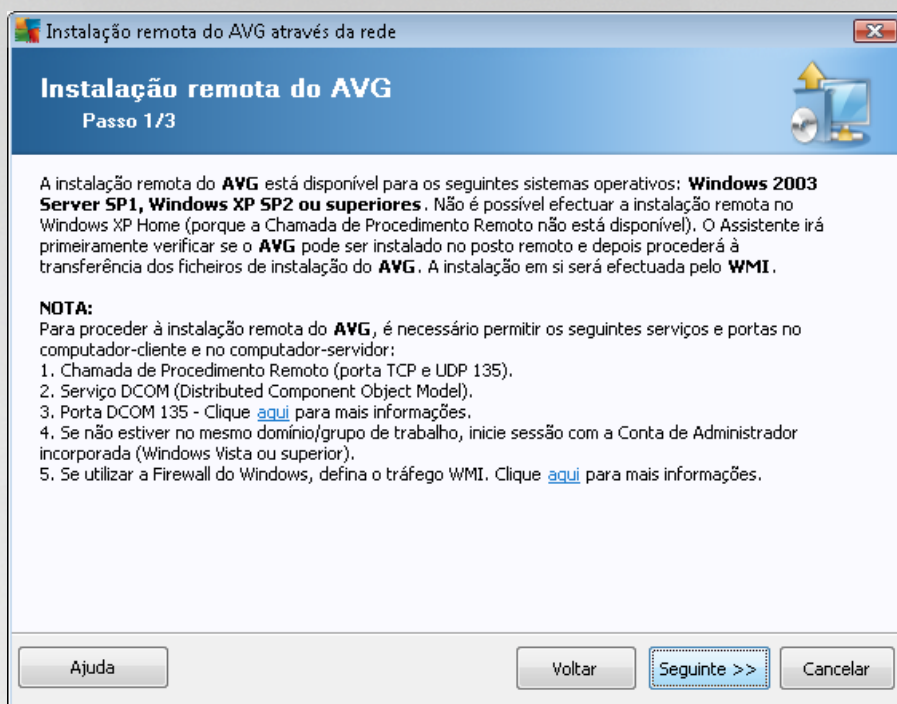 Instalação remota do AVG através da rede
Instalação remota do AVG
Passo 1/3
A instalação remota do AVG está disponível para os seguintes sistemas operativos: Windows 2003
Server SP1, Windows XP SP2 ou superiores. Não é possível efectuar a instalação remota no
Windows XP Home (porque a Chamada de Procedimento Remoto não está disponível). O Assistente irá
primeiramente verificar se o AVG pode ser instalado no posto remoto e depois procederá à
transferência dos ficheiros de instalação do AVG. A instalação em si será efectuada pelo WMI.
NOTA:
Para proceder à instalação remota do AVG, é necessário permitir os seguintes serviços e portas no
computador-cliente e no computador-servidor:
1. Chamada de Procedimento Remoto (porta TCP e UDP 135).
2. Serviço DCOM (Distributed Component Object Model).
3. Porta DCOM 135 - Clique aqui para mais informações.
4. Se não estiver no mesmo domínio/grupo de trabalho, inicie sessão com a Conta de Administrador
incorporada (Windows Vista ou superior).
5. Se utilizar a Firewall do Windows, defina o tráfego WMI. Clique aqui para mais informações.
Ajuda
Voltar
Seguinte >>
Cancelar